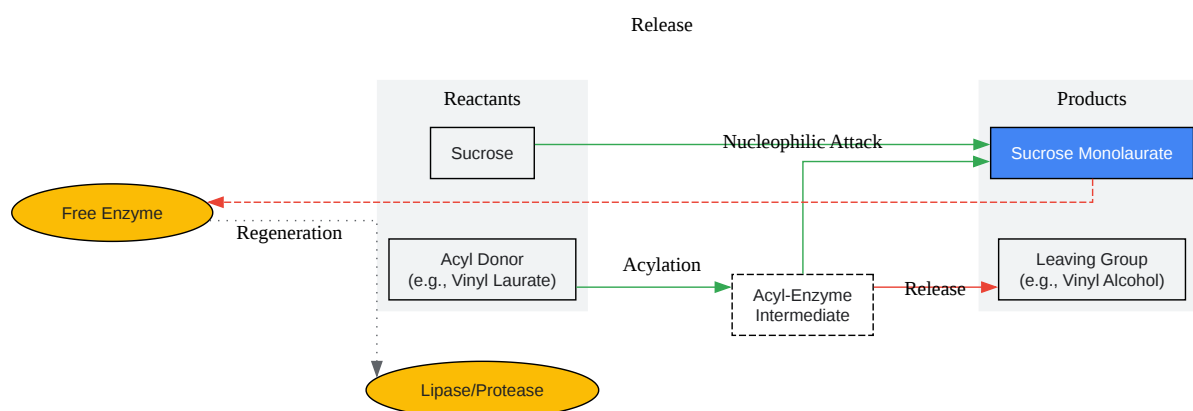 Release
Reactants
Products
Sucrose
Nucleophilic Attack
Sucrose Monolaurate
Free Enzyme
Regeneration
Acyl Donor
(e.g., Vinyl Laurate)
Acylation
Acyl-Enzyme
Intermediate
Release
Leaving Group
(e.g., Vinyl Alcohol)
Lipase/Protease